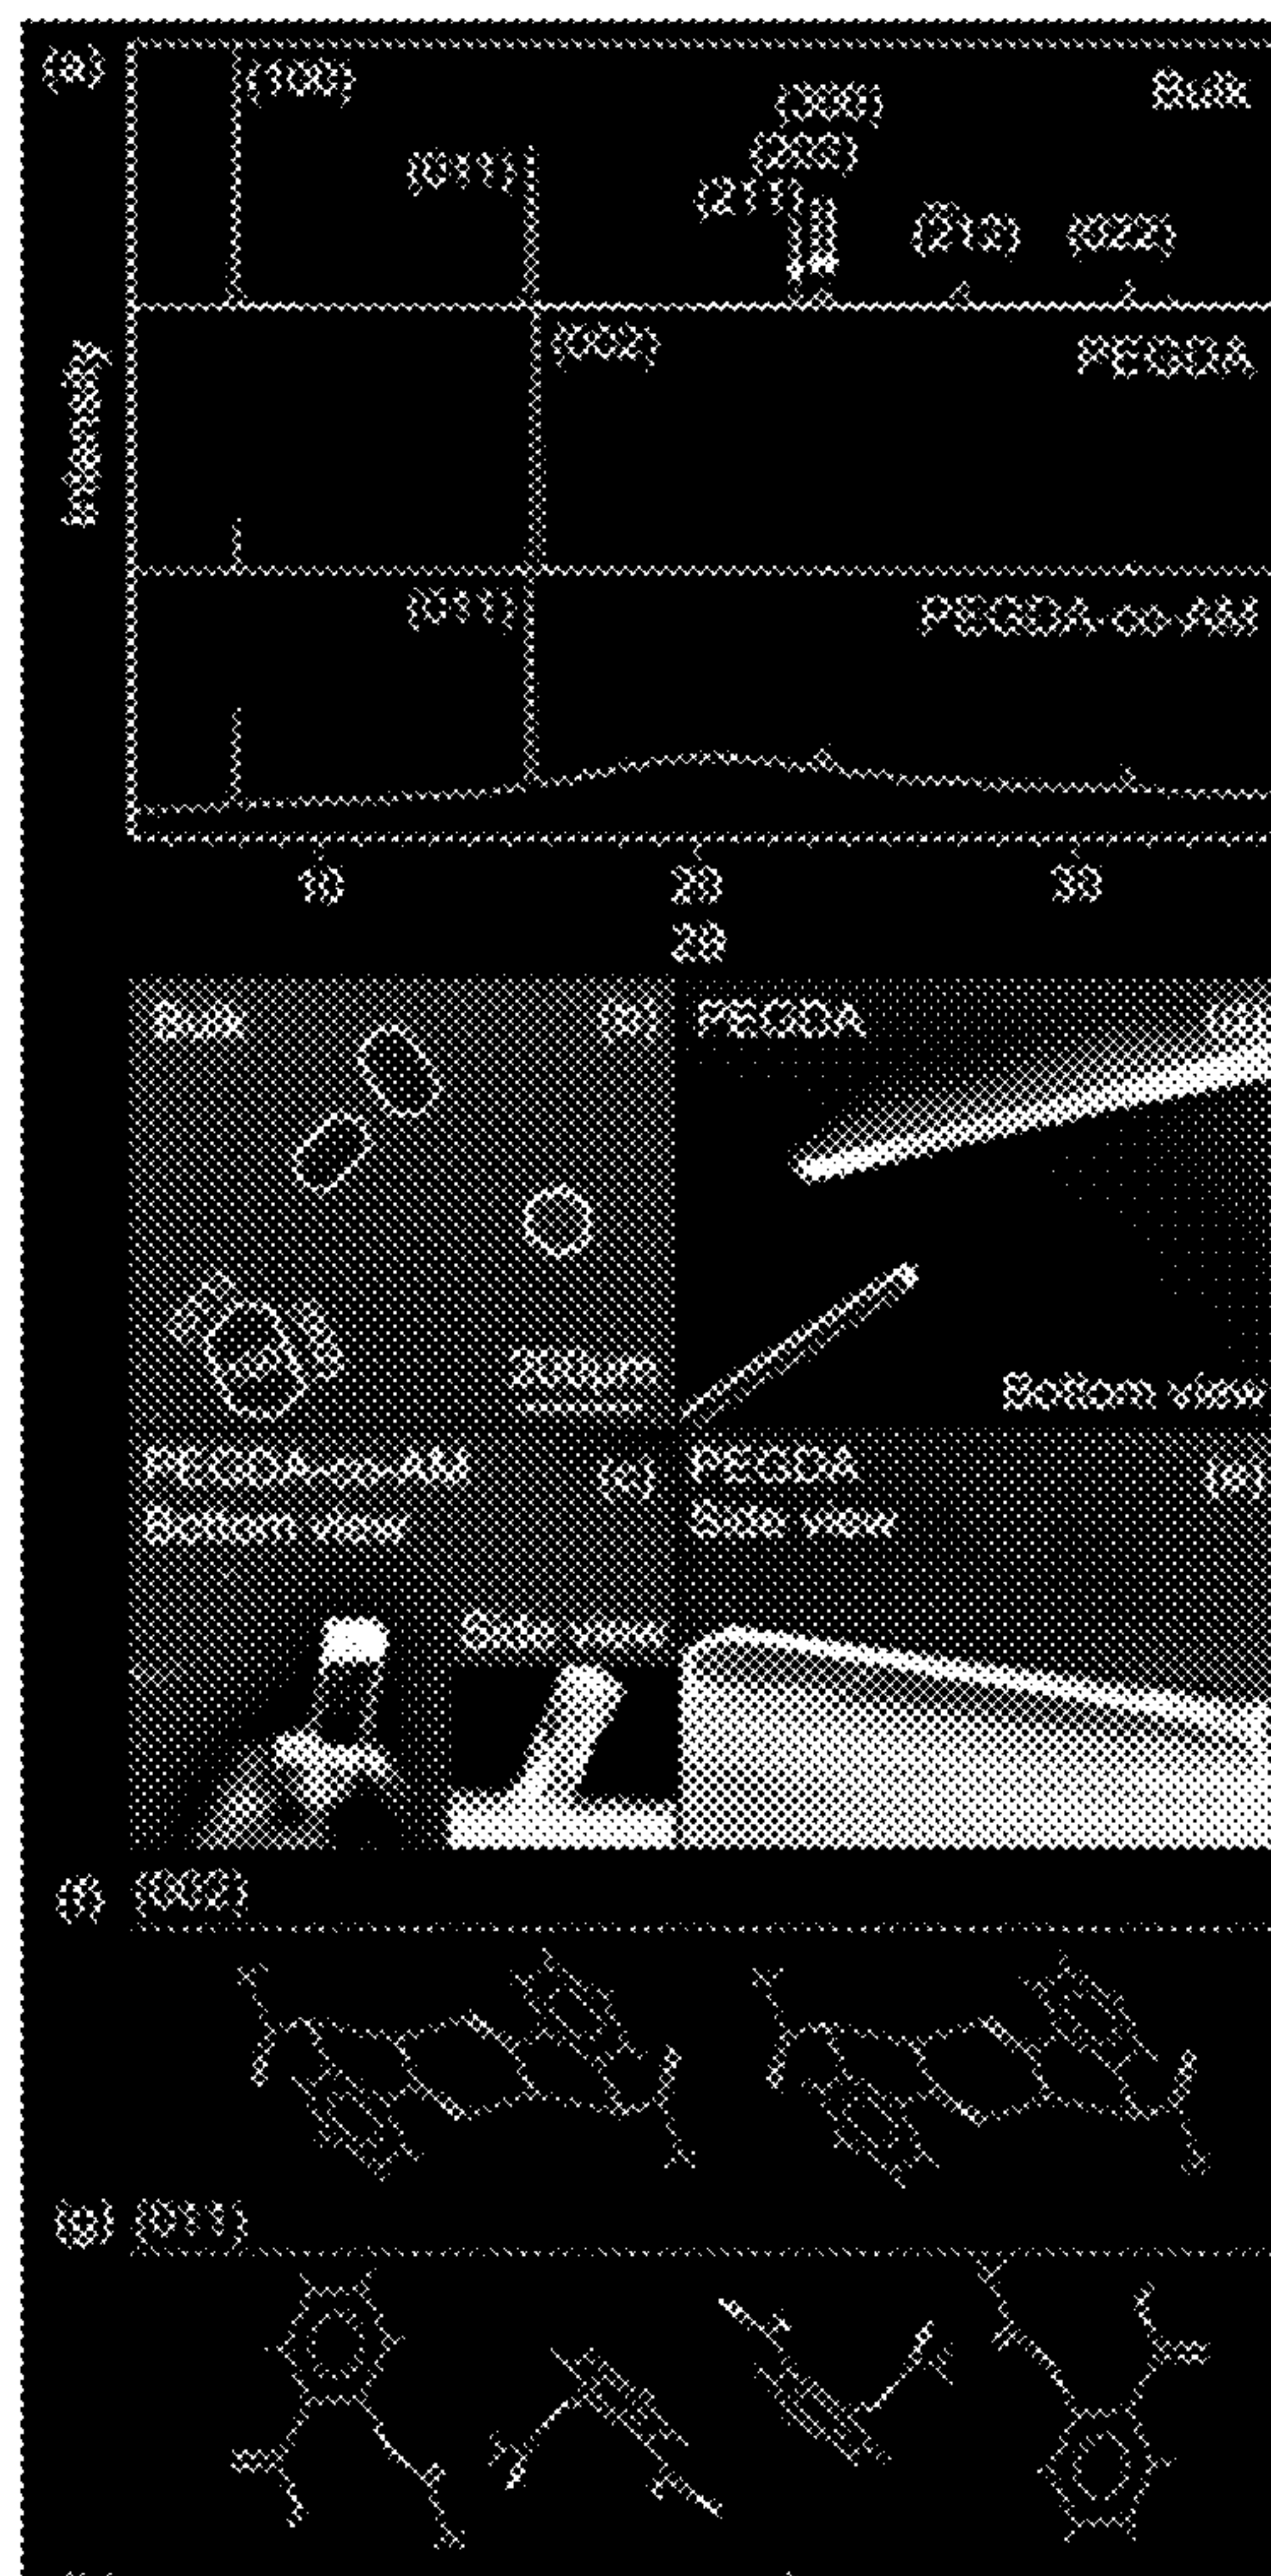 (a)
(100)
Bulk
(300)
(011)
(202)
(211)
(213)
(022)
Intensity
(002)
PEGDA
(011)
PEGDA-co-AM
10
20
30
2θ
Bulk
(b)
PEGDA
(d)
Bottom view
PEGDA-co-AM
(c)
Bottom view
Side view
PEGDA
(e)
Side view
(f)
{002}
(g)
{011}